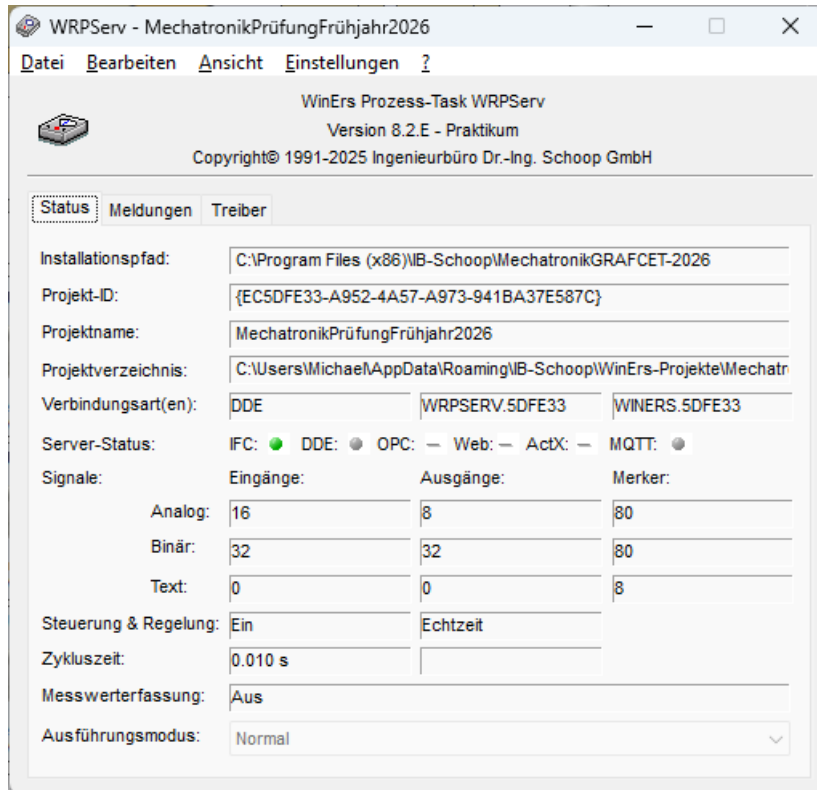 WRPServ - MechatronikPrüfungFrühjahr2026
Datei Bearbeiten Ansicht Einstellungen ?
WinErs Prozess-Task WRPServ
Version 8.2.E - Praktikum
Copyright© 1991-2025 Ingenieurbüro Dr.-Ing. Schoop GmbH
Status Meldungen Treiber
Installationspfad: C:\Program Files (x86)\IB-Schoop\MechatronikGRAFCET-2026
Projekt-ID: {EC5DFE33-A952-4A57-A973-941BA37E587C}
Projektname: MechatronikPrüfungFrühjahr2026
Projektverzeichnis: C:\Users\Michael\AppData\Roaming\IB-Schoop\WinErs-Projekte\Mechatr
Verbindungsart(en): DDE WRPSERV.5DFE33 WINERS.5DFE33
Server-Status: IFC: DDE: OPC: Web: ActX: MQTT:
Signale: Eingänge: Ausgänge: Merker:
Analog: 16 8 80
Binär: 32 32 80
Text: 0 0 8
Steuerung & Regelung: Ein Echtzeit
Zykluszeit: 0.010 s
Messwerterfassung: Aus
Ausführungsmodus: Normal